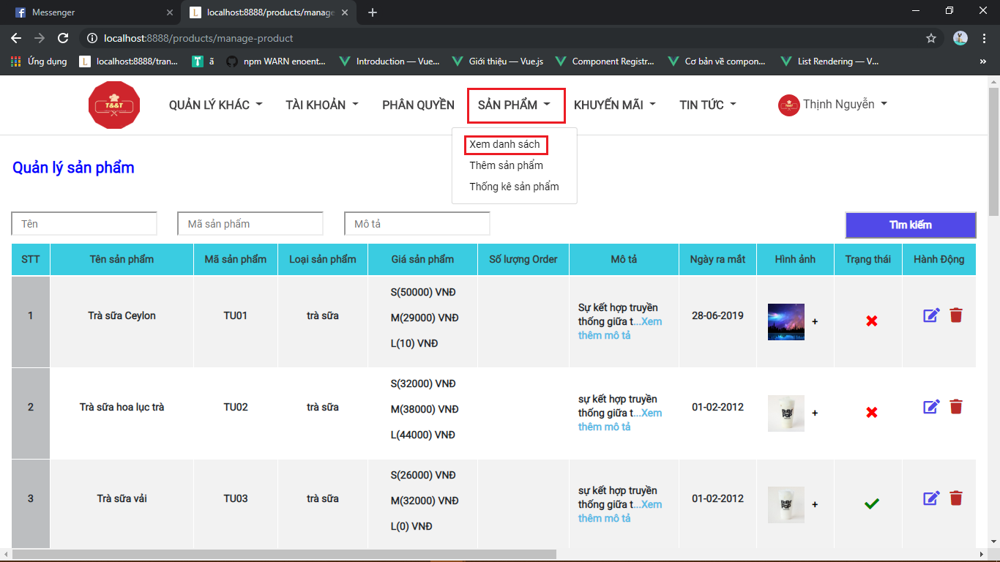 Messenger
localhost:8888/products/manage
localhost:8888/products/manage-product
Ứng dụng
localhost:8888/tran...
ã
npm WARN enoent...
Introduction — Vue...
Giới thiệu — Vue.js
Component Registr...
Cơ bản về compon...
List Rendering — V...
T&&T
QUẢN LÝ KHÁC
TÀI KHOẢN
PHÂN QUYỀN
SẢN PHẨM
KHUYẾN MÃI
TIN TỨC
Thịnh Nguyễn
Xem danh sách
Thêm sản phẩm
Thống kê sản phẩm
Quản lý sản phẩm
Tên
Mã sản phẩm
Mô tả
Tìm kiếm
STT
Tên sản phẩm
Mã sản phẩm
Loại sản phẩm
Giá sản phẩm
Số lượng Order
Mô tả
Ngày ra mắt
Hình ảnh
Trạng thái
Hành Động
1
Trà sữa Ceylon
TU01
trà sữa
S(50000) VNĐ
M(29000) VNĐ
L(10) VNĐ
Sự kết hợp truyền
thống giữa t...Xem
thêm mô tả
28-06-2019
+
2
Trà sữa hoa lục trà
TU02
trà sữa
S(32000) VNĐ
M(38000) VNĐ
L(44000) VNĐ
sự kết hợp truyền
thống giữa t...Xem
thêm mô tả
01-02-2012
+
3
Trà sữa vải
TU03
trà sữa
S(26000) VNĐ
M(32000) VNĐ
L(0) VNĐ
sự kết hợp truyền
thống giữa t...Xem
thêm mô tả
01-02-2012
+